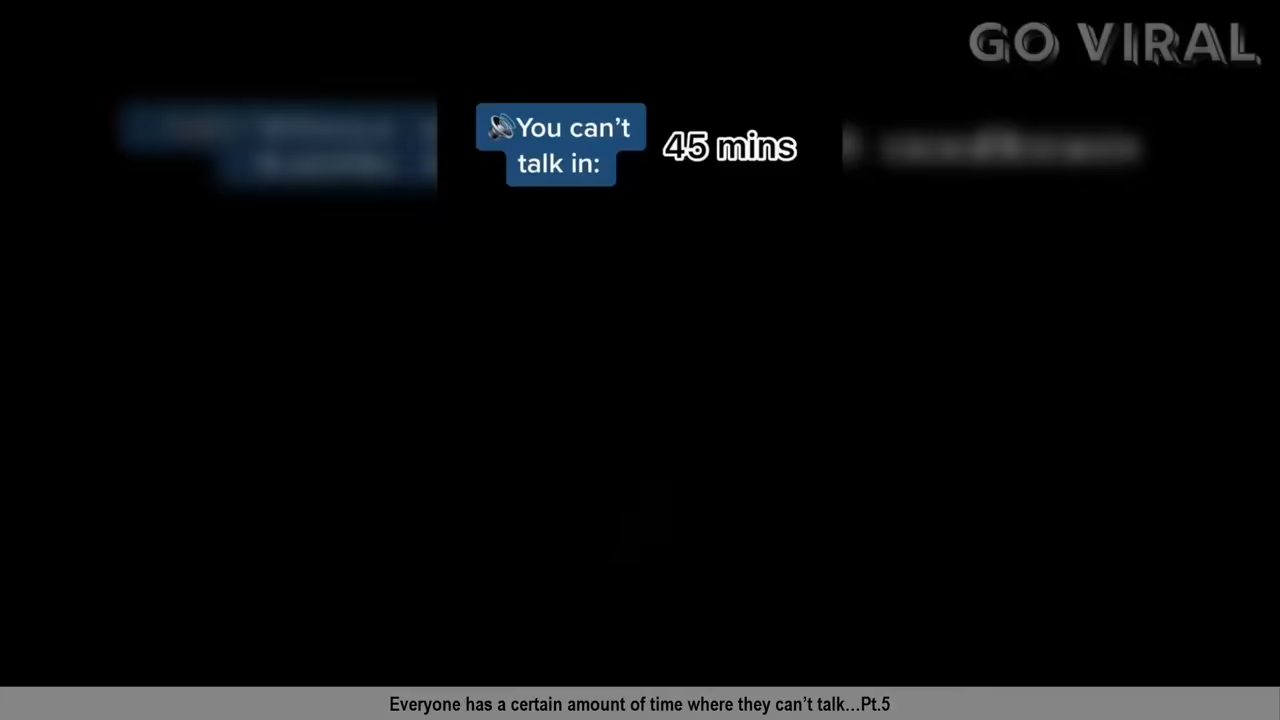 GO VIRAL
🔊You can't
talk in:
45 mins
Everyone has a certain amount of time where they can't talk...Pt.5